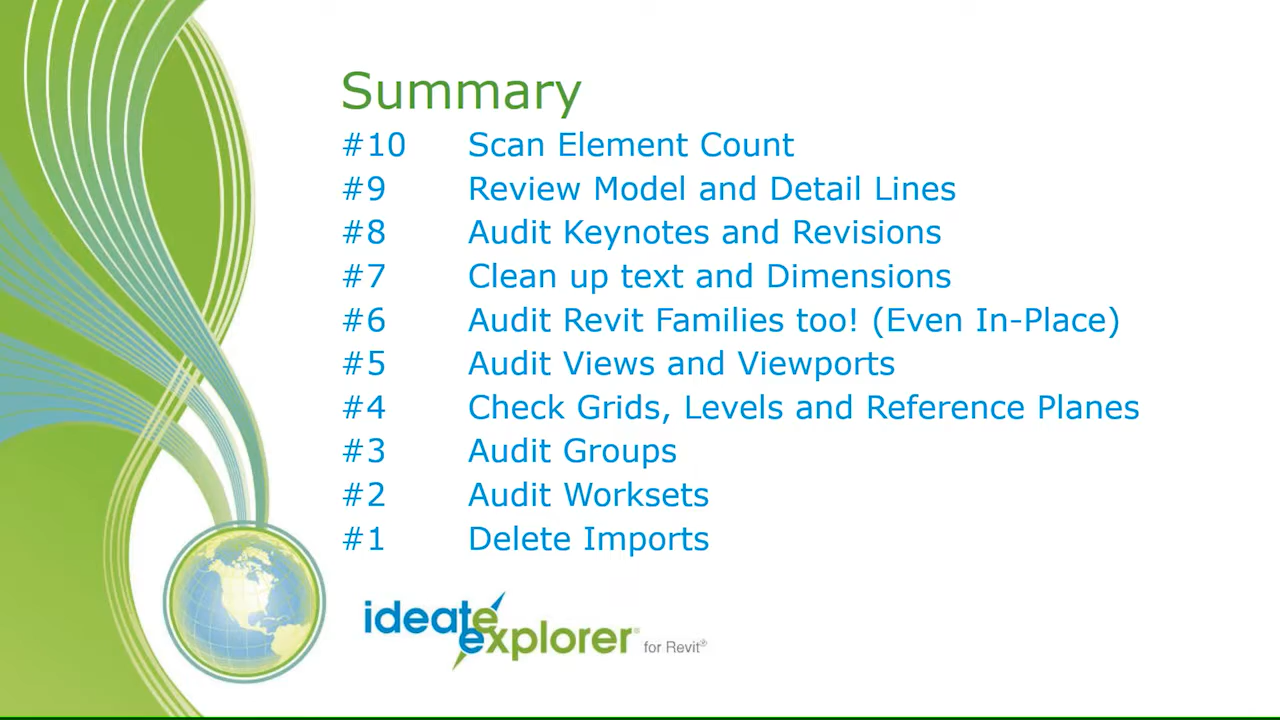 Summary
#10 Scan Element Count
#9 Review Model and Detail Lines
#8 Audit Keynotes and Revisions
#7 Clean up text and Dimensions
#6 Audit Revit Families too! (Even In-Place)
#5 Audit Views and Viewports
#4 Check Grids, Levels and Reference Planes
#3 Audit Groups
#2 Audit Worksets
#1 Delete Imports
ideate
explorer® for Revit®